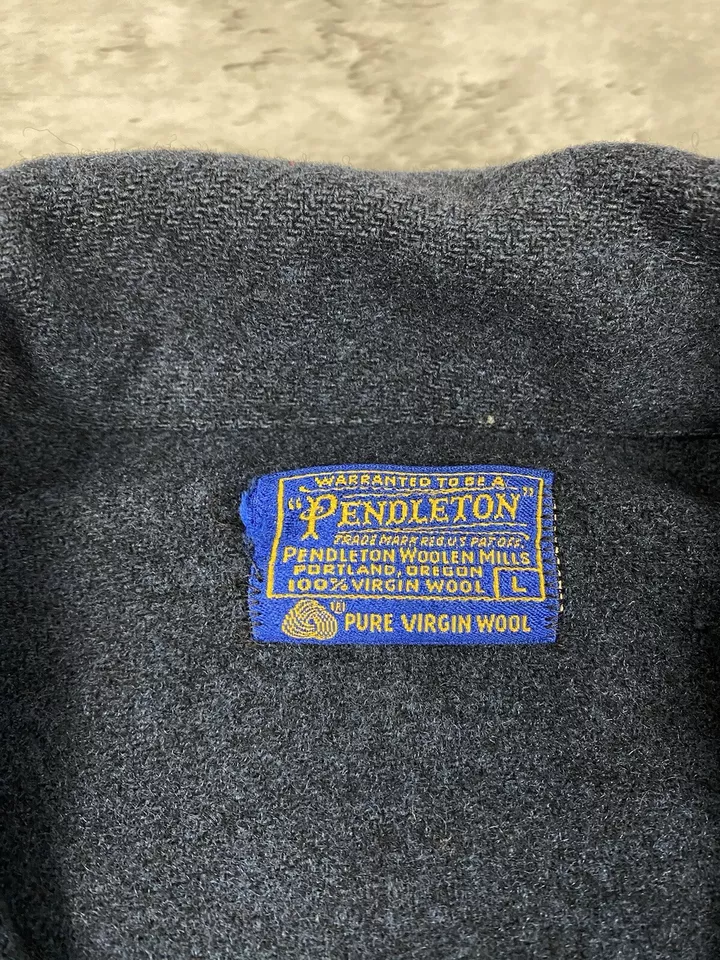 WARRANTED TO BE A
"PENDLETON"
TRADE MARK REG. U.S. PAT. OFF.
PENDLETON WOOLEN MILLS
PORTLAND, OREGON
100% VIRGIN WOOL L
® PURE VIRGIN WOOL